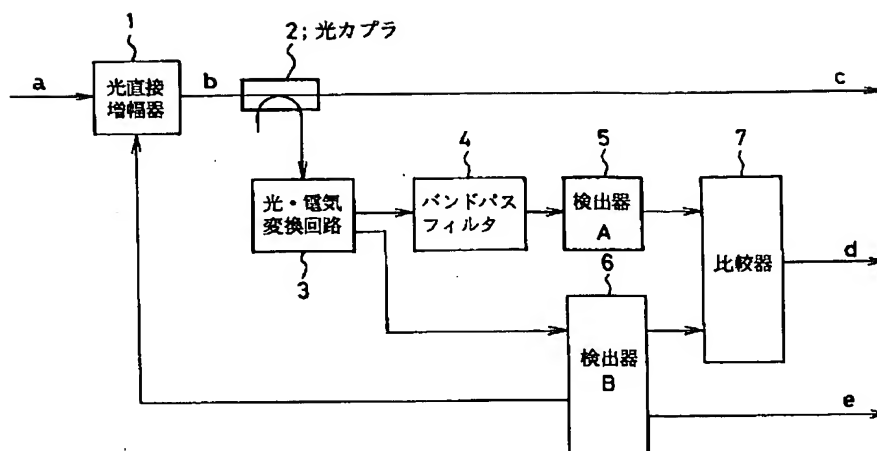 1
2；光カプラ
a
光直接
増幅器
b
c
4
5
7
光・電気
変換回路
バンドパス
フィルタ
検出器
A
比較器
d
3
6
検出器
B
e